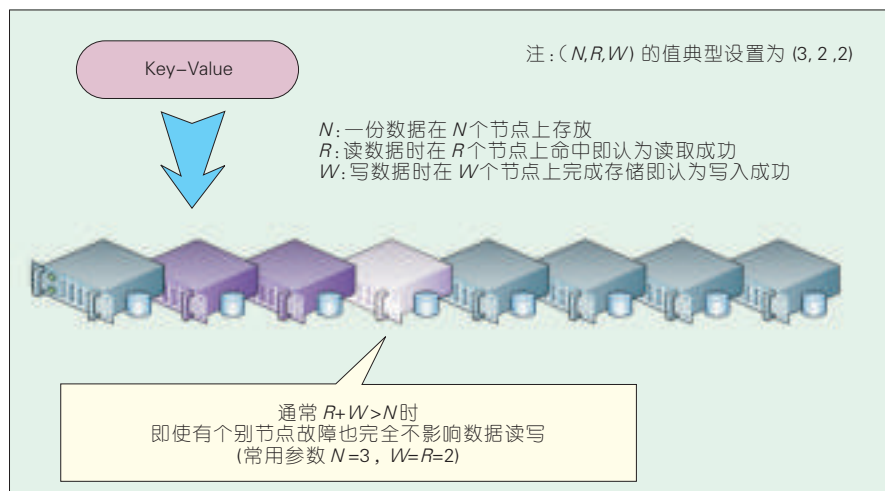 Key-Value
注:(N,R,W) 的值典型设置为 (3, 2 ,2)
N:一份数据在 N个节点上存放
R:读数据时在 R个节点上命中即认为读取成功
W:写数据时在 W个节点上完成存储即认为写入成功
通常 R+W>N时
即使有个别节点故障也完全不影响数据读写
(常用参数 N=3, W=R=2)